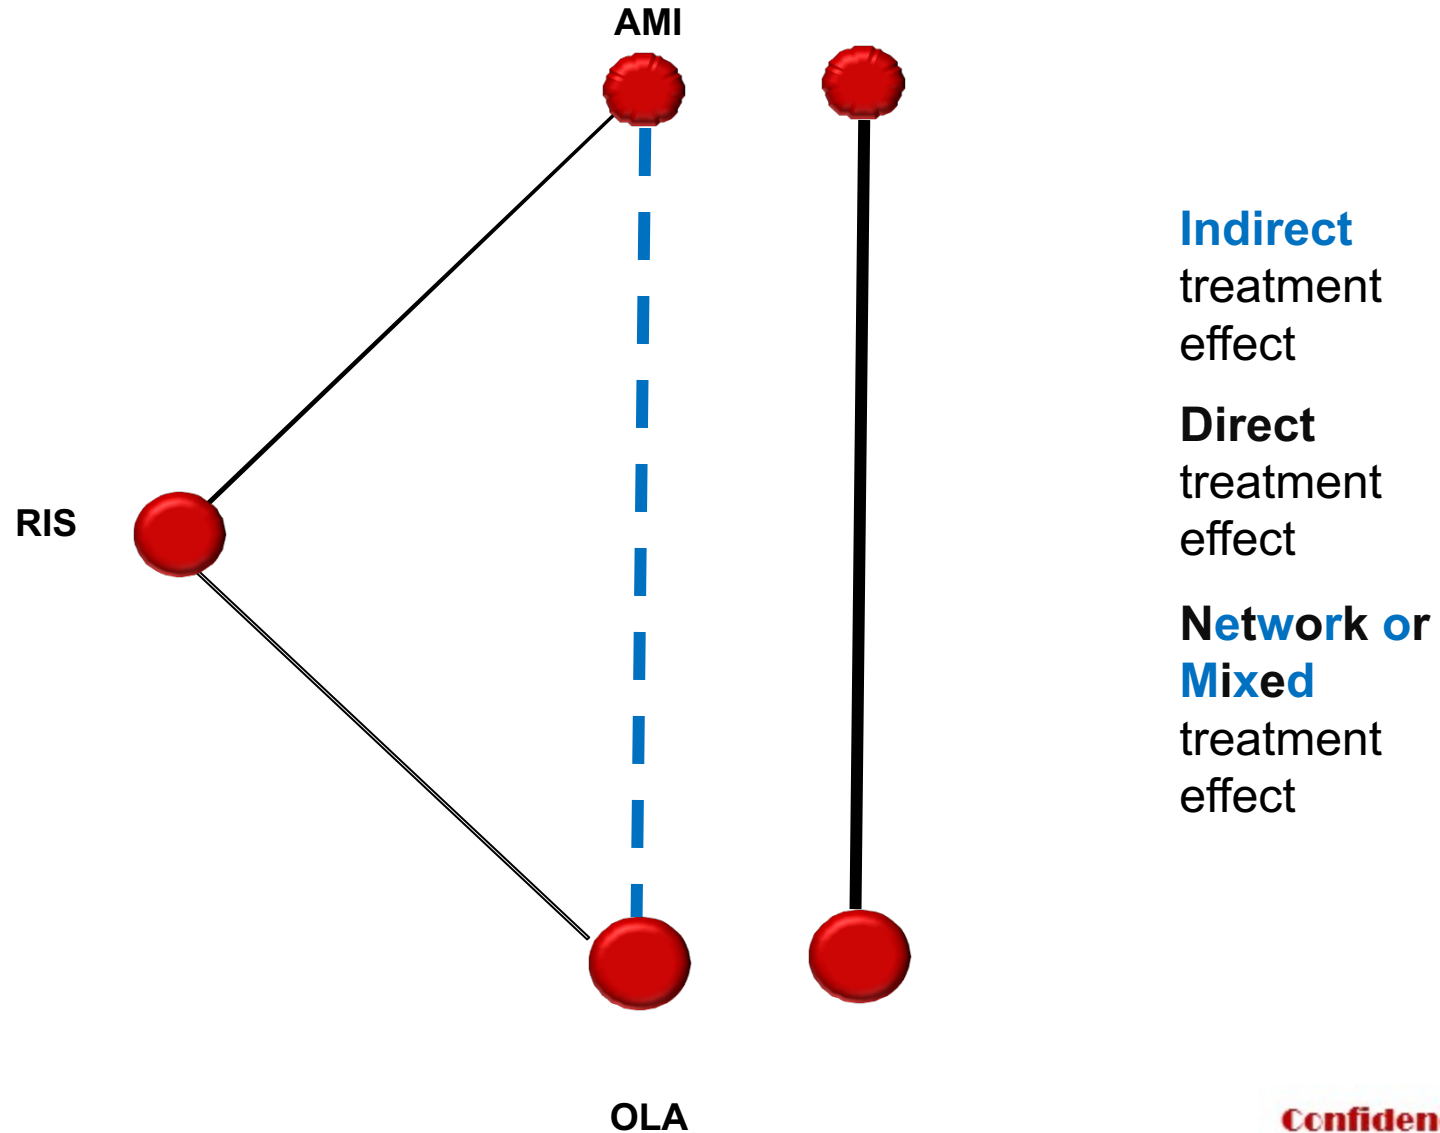 AMI
Indirect
treatment
effect
Direct
treatment
effect
RIS
Network or
Mixed
treatment
effect
OLA
Confiden